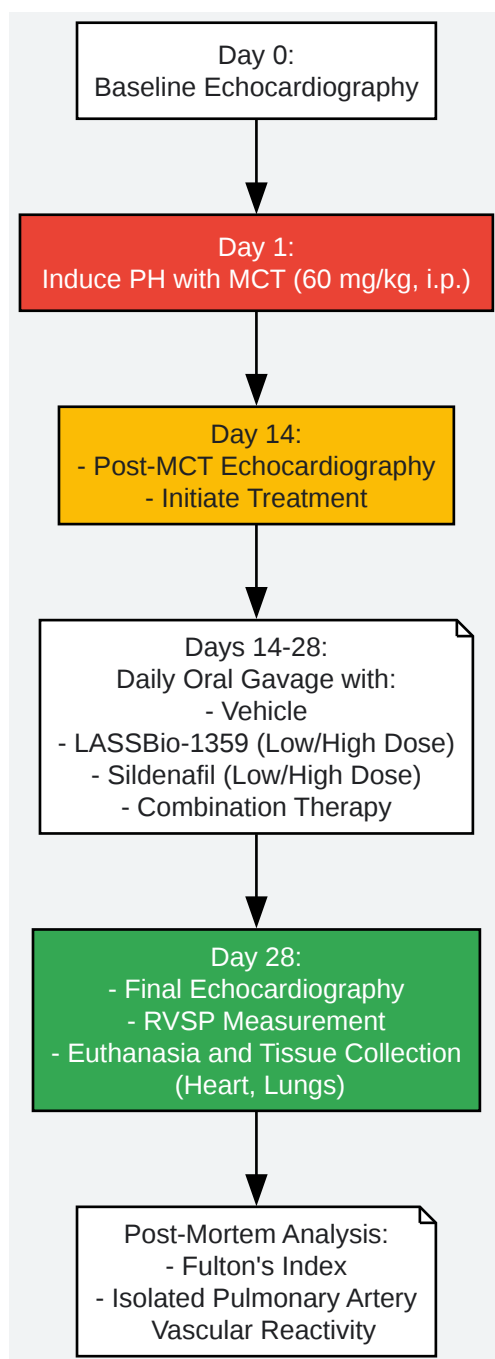 Day 0:
Baseline Echocardiography
Day 1:
Induce PH with MCT (60 mg/kg, i.p.)
Day 14:
- Post-MCT Echocardiography
- Initiate Treatment
Days 14-28:
Daily Oral Gavage with:
- Vehicle
- LASSBio-1359 (Low/High Dose)
- Sildenafil (Low/High Dose)
- Combination Therapy
Day 28:
- Final Echocardiography
- RVSP Measurement
- Euthanasia and Tissue Collection
(Heart, Lungs)
Post-Mortem Analysis:
- Fulton's Index
- Isolated Pulmonary Artery
Vascular Reactivity